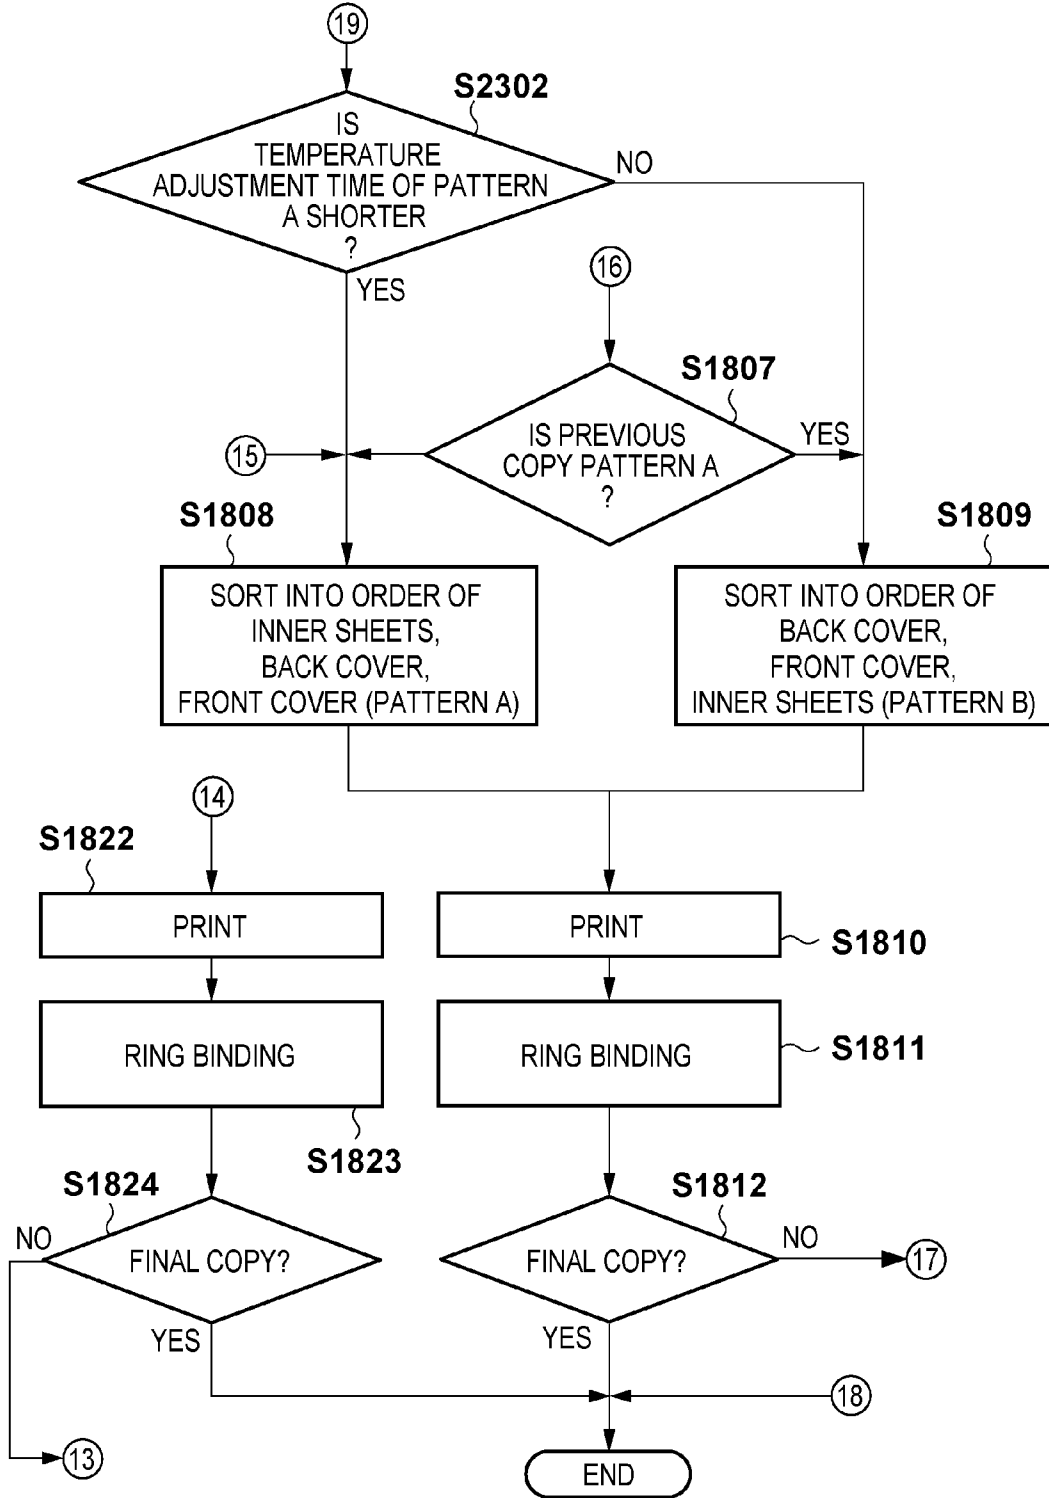 19
S2302
IS
TEMPERATURE
ADJUSTMENT TIME OF PATTERN
A SHORTER
?
NO
YES
16
S1807
IS PREVIOUS
COPY PATTERN A
?
YES
15
S1808
SORT INTO ORDER OF
INNER SHEETS,
BACK COVER,
FRONT COVER (PATTERN A)
S1809
SORT INTO ORDER OF
BACK COVER,
FRONT COVER,
INNER SHEETS (PATTERN B)
14
S1822
PRINT
PRINT
S1810
RING BINDING
S1823
RING BINDING
S1811
S1824
NO
FINAL COPY?
YES
S1812
FINAL COPY?
NO
17
YES
18
13
END